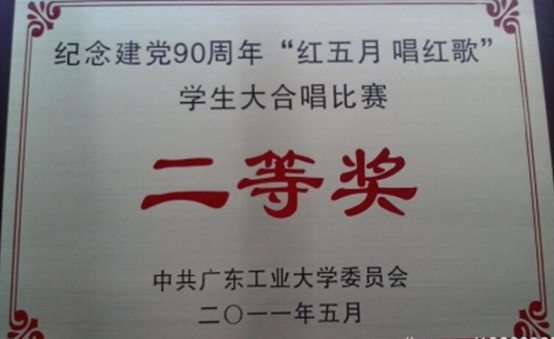 纪念建党90周年“红五月 唱红歌”
学生大合唱比赛
二等奖
中共广东工业大学委员会
二〇一一年五月